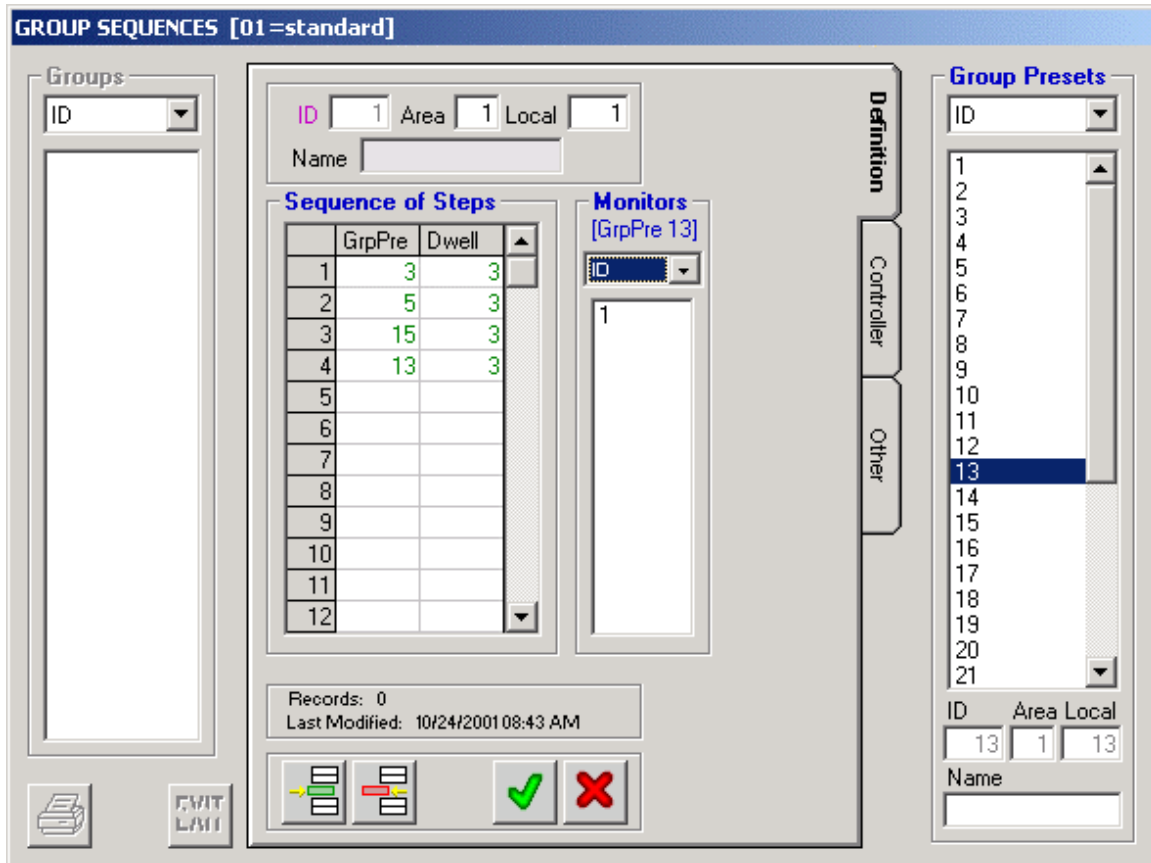 GROUP SEQUENCES [01=standard]
Groups
ID
ID 1 Area 1 Local 1
Name
Sequence of Steps
GrpPre Dwell
1 3 3
2 5 3
3 15 3
4 13 3
5
6
7
8
9
10
11
12
Monitors
[GrpPre 13]
ID
1
Records: 0
Last Modified: 10/24/2001 08:43 AM
EXIT
EXIT
Definition
Controller
Other
Group Presets
ID
1
2
3
4
5
6
7
8
9
10
11
12
13
14
15
16
17
18
19
20
21
ID Area Local
13 1 13
Name